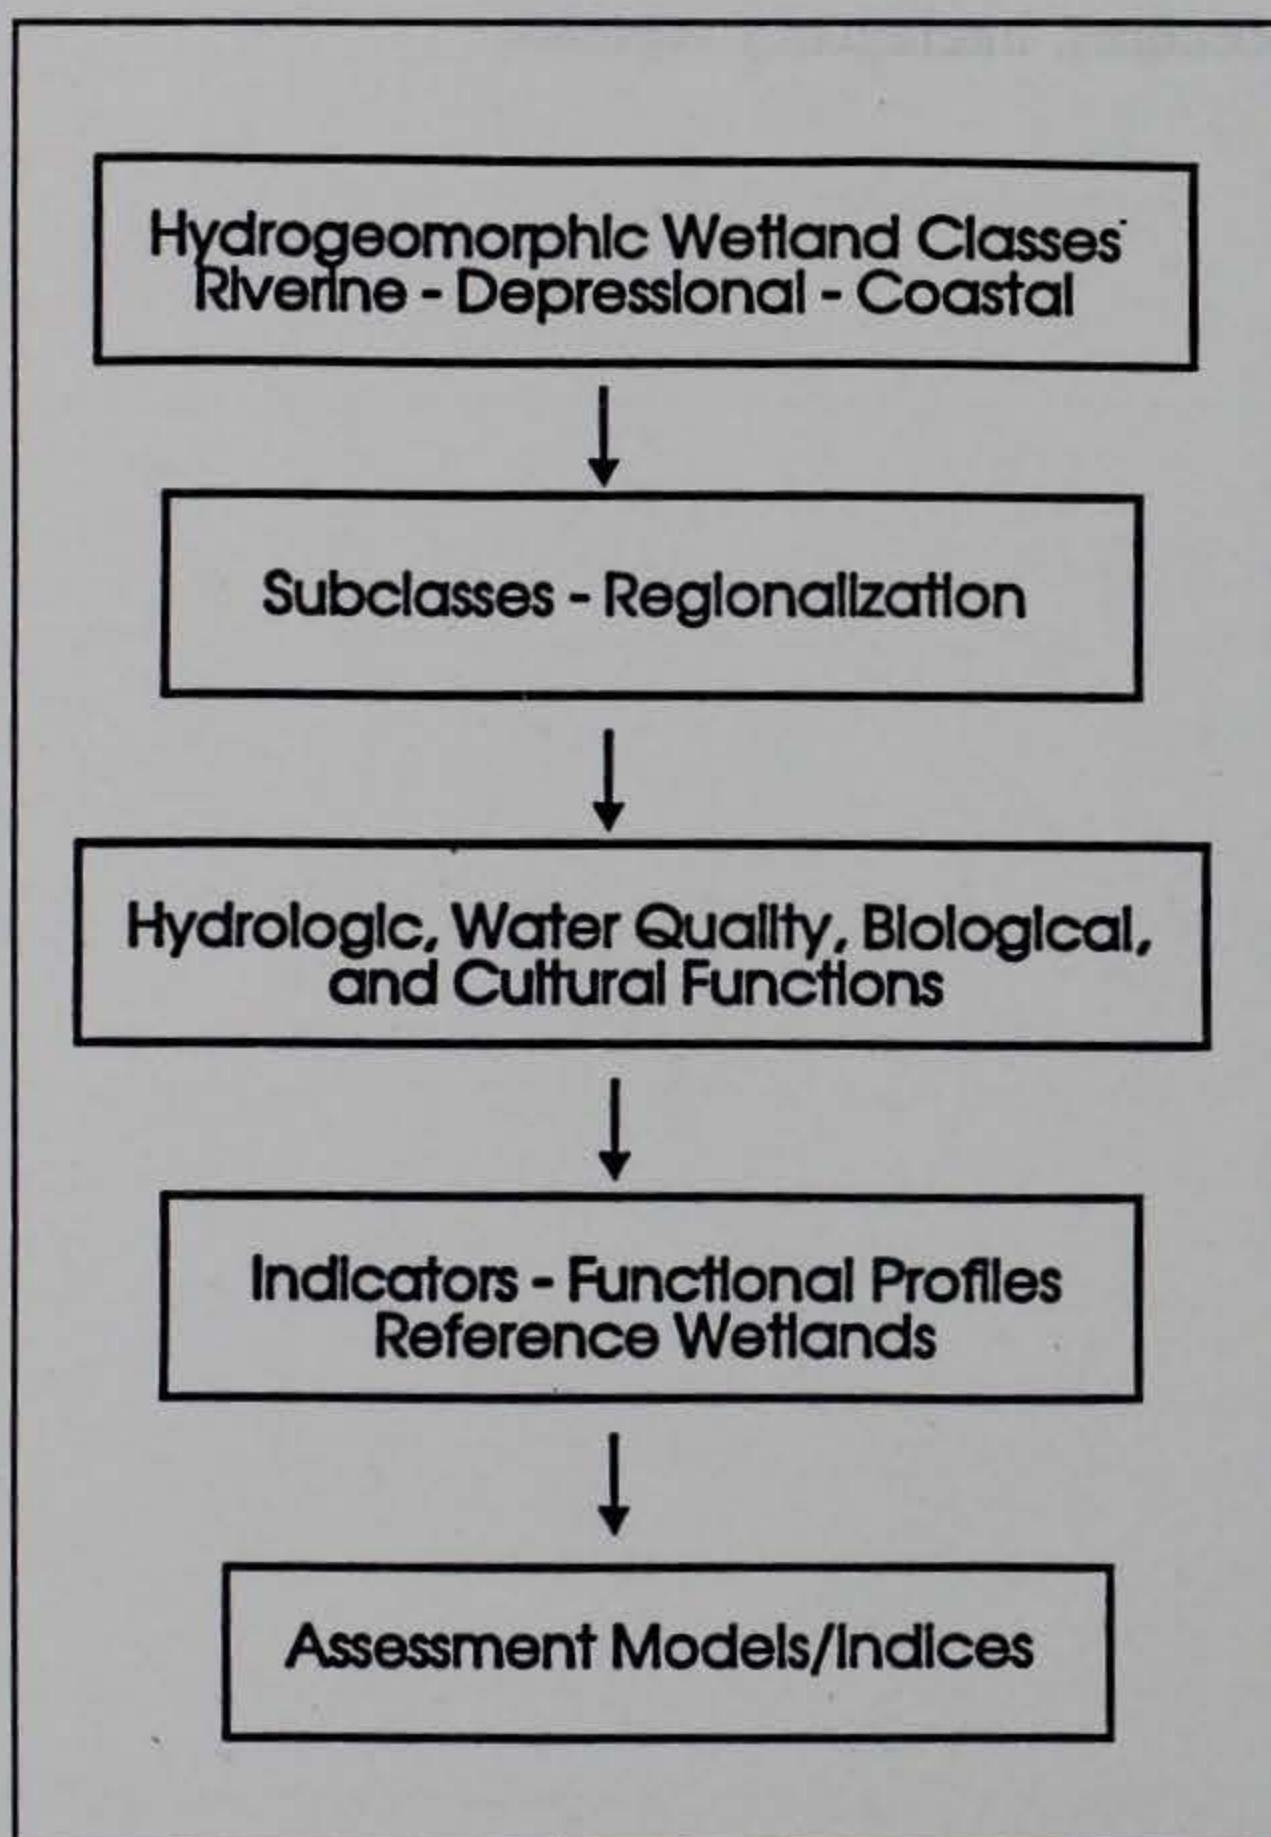 Hydrogeomorphic Wetland Classes
Riverine - Depressional - Coastal
Subclasses - Regionalization
Hydrologic, Water Quality, Biological,
and Cultural Functions
Indicators - Functional Profiles
Reference Wetlands
Assessment Models/Indices